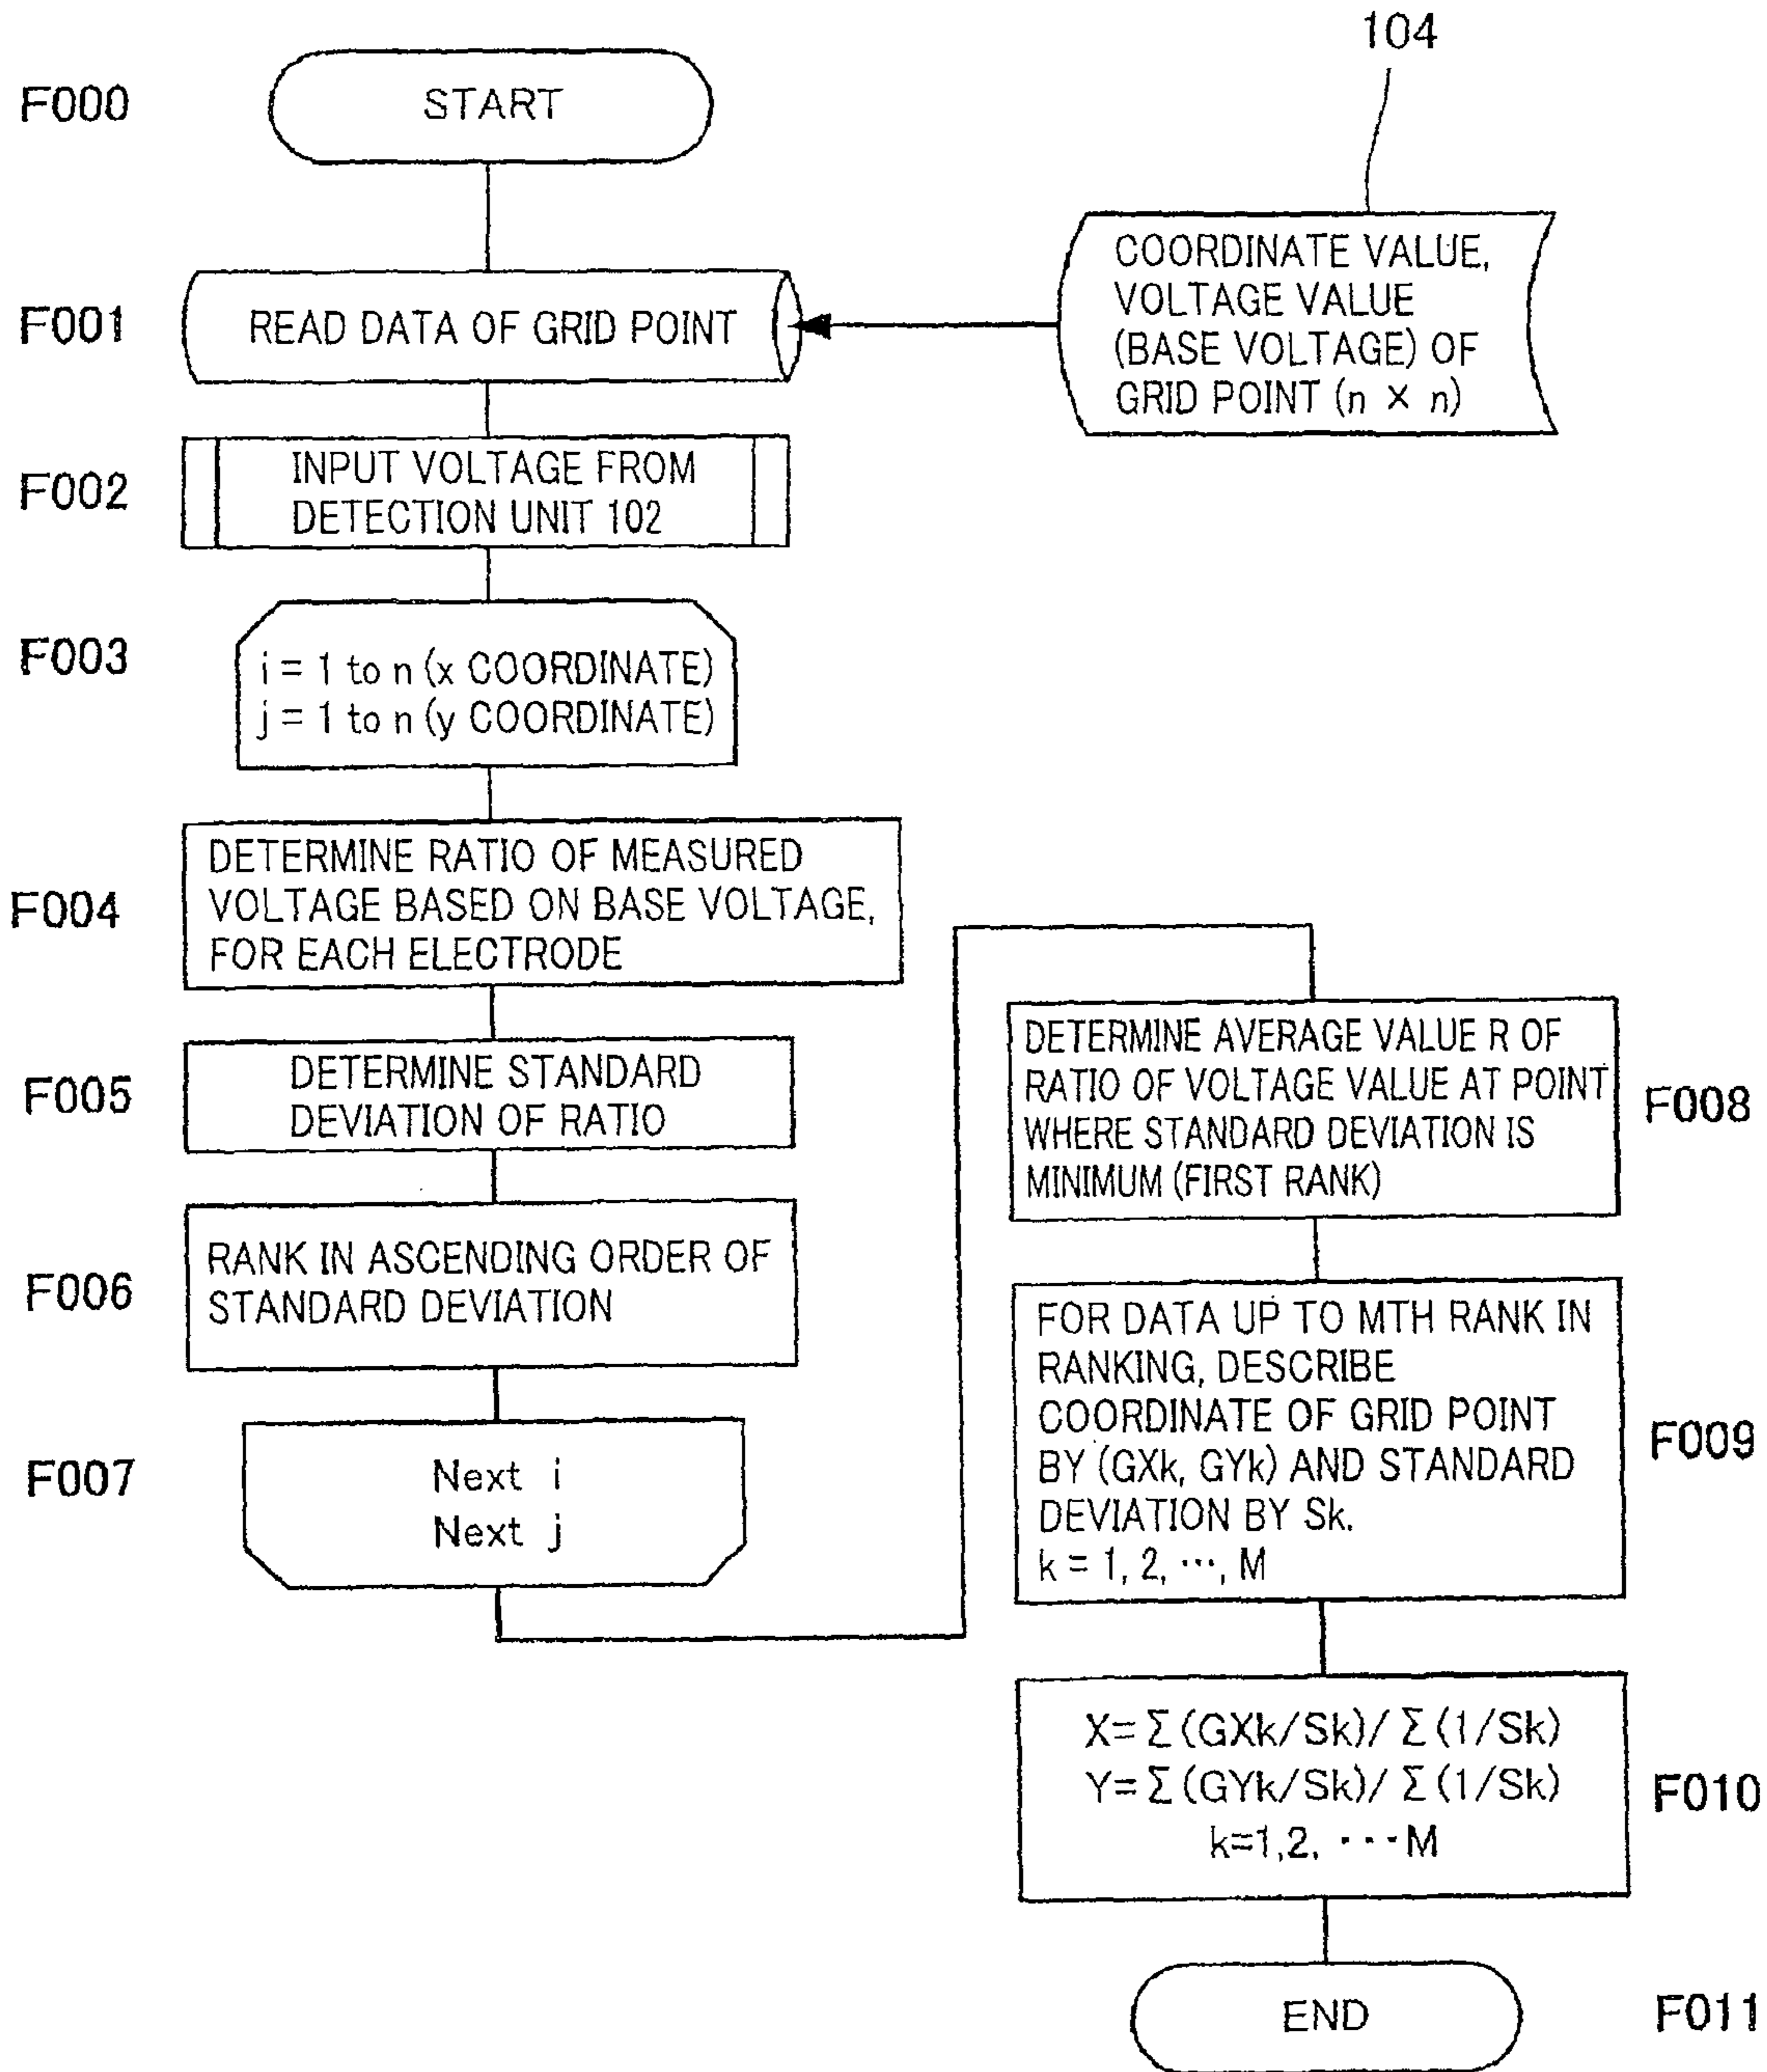 104
F000
START
F001
READ DATA OF GRID POINT
COORDINATE VALUE,
VOLTAGE VALUE
(BASE VOLTAGE) OF
GRID POINT (n × n)
F002
INPUT VOLTAGE FROM
DETECTION UNIT 102
F003
i = 1 to n (x COORDINATE)
j = 1 to n (y COORDINATE)
F004
DETERMINE RATIO OF MEASURED
VOLTAGE BASED ON BASE VOLTAGE,
FOR EACH ELECTRODE
F005
DETERMINE STANDARD
DEVIATION OF RATIO
F006
RANK IN ASCENDING ORDER OF
STANDARD DEVIATION
F007
Next i
Next j
DETERMINE AVERAGE VALUE R OF
RATIO OF VOLTAGE VALUE AT POINT
WHERE STANDARD DEVIATION IS
MINIMUM (FIRST RANK)
F008
FOR DATA UP TO MTH RANK IN
RANKING, DESCRIBE
COORDINATE OF GRID POINT
BY (GXk, GYk) AND STANDARD
DEVIATION BY Sk.
k = 1, 2, ···, M
F009
X=Σ(GXk/Sk)/Σ(1/Sk)
Y=Σ(GYk/Sk)/Σ(1/Sk)
k=1,2, ···M
F010
END
F011